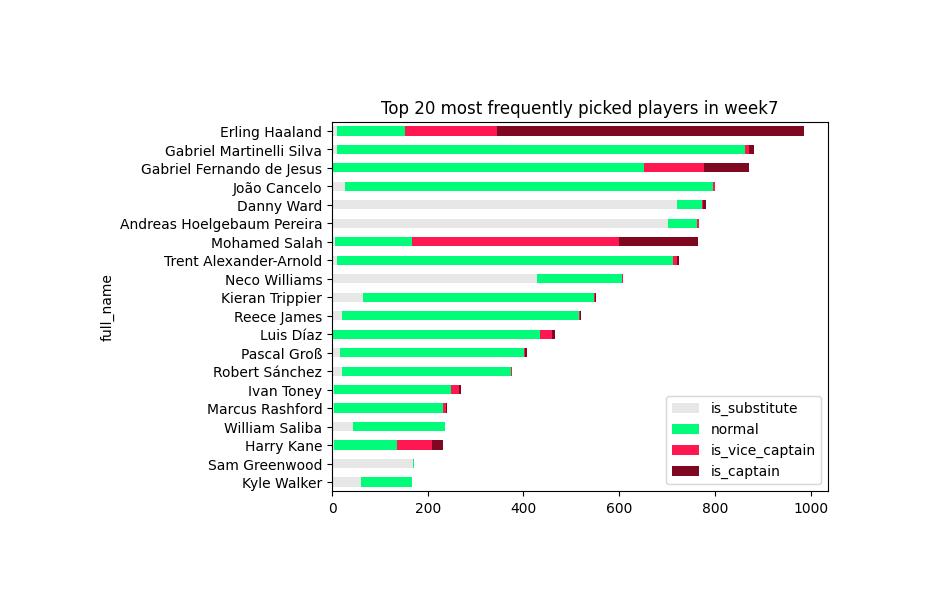 Top 20 most frequently picked players in week7
full_name
Erling Haaland
Gabriel Martinelli Silva
Gabriel Fernando de Jesus
João Cancelo
Danny Ward
Andreas Hoelgebaum Pereira
Mohamed Salah
Trent Alexander-Arnold
Neco Williams
Kieran Trippier
Reece James
Luis Díaz
Pascal Groß
Robert Sánchez
Ivan Toney
Marcus Rashford
William Saliba
Harry Kane
Sam Greenwood
Kyle Walker
is_substitute
normal
is_vice_captain
is_captain
0 200 400 600 800 1000